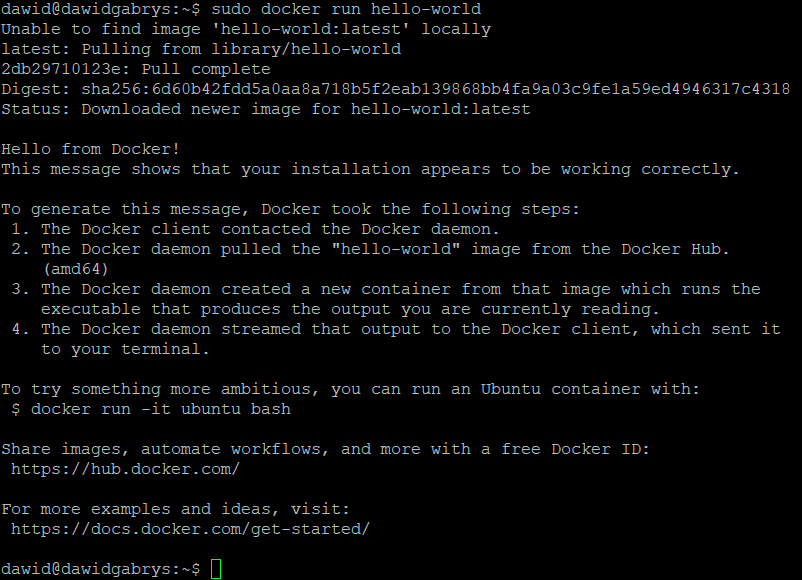 dawid@dawidgabrys:~$ sudo docker run hello-world
Unable to find image 'hello-world:latest' locally
latest: Pulling from library/hello-world
2db29710123e: Pull complete
Digest: sha256:6d60b42fdd5a0aa8a718b5f2eab139868bb4fa9a03c9fe1a59ed4946317c4318
Status: Downloaded newer image for hello-world:latest

Hello from Docker!
This message shows that your installation appears to be working correctly.

To generate this message, Docker took the following steps:
 1. The Docker client contacted the Docker daemon.
 2. The Docker daemon pulled the "hello-world" image from the Docker Hub.
    (amd64)
 3. The Docker daemon created a new container from that image which runs the
    executable that produces the output you are currently reading.
 4. The Docker daemon streamed that output to the Docker client, which sent it
    to your terminal.

To try something more ambitious, you can run an Ubuntu container with:
 $ docker run -it ubuntu bash

Share images, automate workflows, and more with a free Docker ID:
 https://hub.docker.com/

For more examples and ideas, visit:
 https://docs.docker.com/get-started/

dawid@dawidgabrys:~$